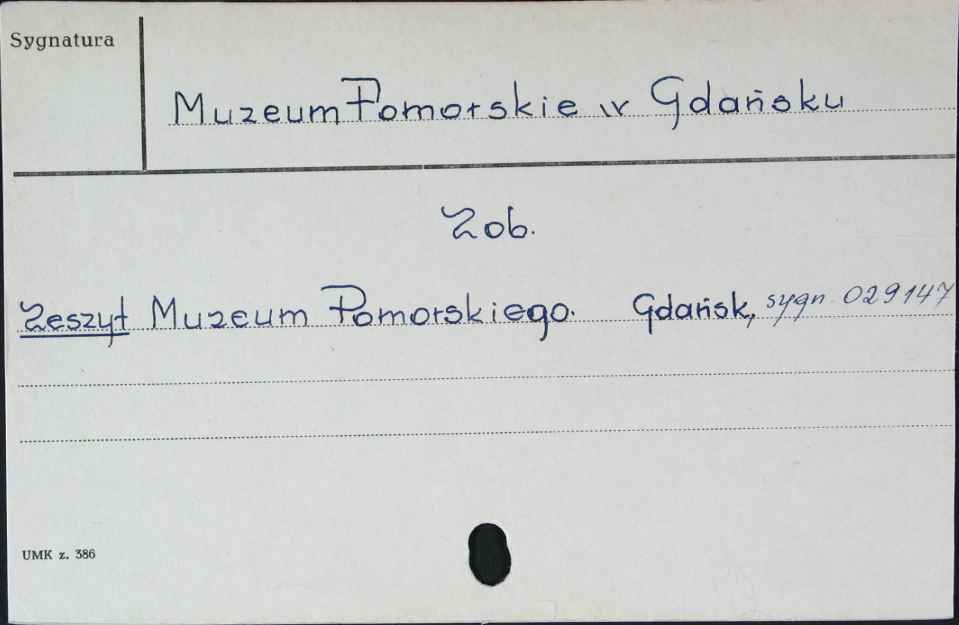 Sygnatura
Muzeum Pomorskie w Gdańsku
Zob.
Zeszyt Muzeum Pomorskiego. Gdańsk, sygn 029147
UMK z. 386